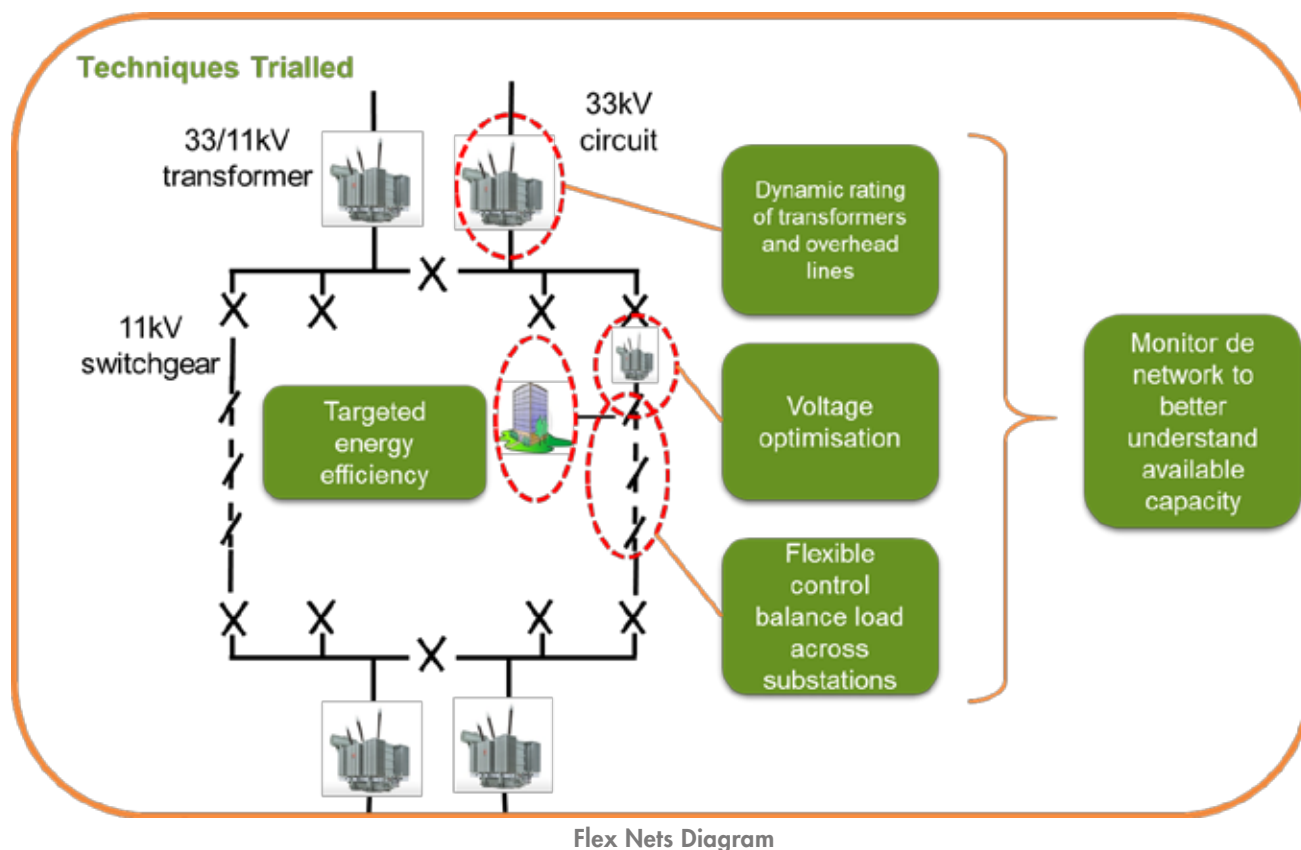 Techniques Trialled
33/11kV
transformer
33kV
circuit
11kV
switchgear
Targeted
energy
efficiency
Dynamic rating
of transformers
and overhead
lines
Voltage
optimisation
Flexible
control
balance load
across
substations
Monitor de
network to
better
understand
available
capacity
Flex Nets Diagram